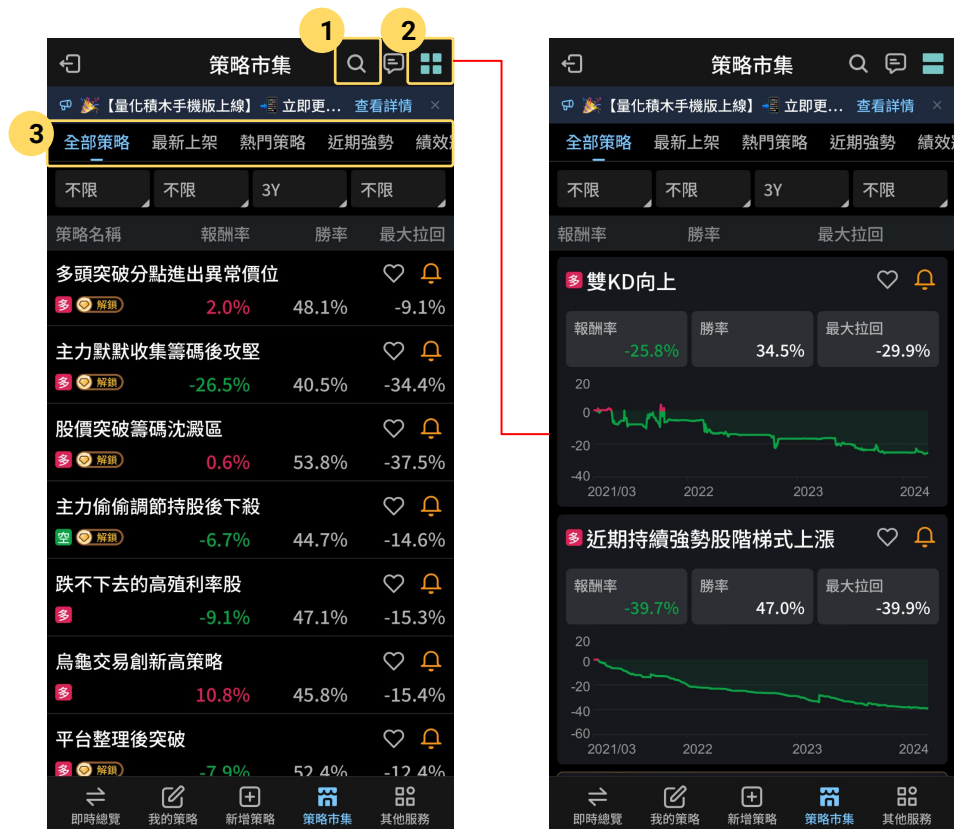 1
2
策略市集
【量化積木手機版上線】 立即更... 查看詳情
3
全部策略 最新上架 熱門策略 近期強勢 績效
不限 不限 3Y 不限
策略名稱 報酬率 勝率 最大拉回
多頭突破分點進出異常價位
多 解鎖 2.0% 48.1% -9.1%
主力默默收集籌碼後攻堅
多 解鎖 -26.5% 40.5% -34.4%
股價突破籌碼沈澱區
多 解鎖 0.6% 53.8% -37.5%
主力偷偷調節持股後下殺
空 解鎖 -6.7% 44.7% -14.6%
跌不下去的高殖利率股
多 -9.1% 47.1% -15.3%
烏龜交易創新高策略
多 10.8% 45.8% -15.4%
平台整理後突破
多 解鎖 -7.9% 52.4% -12.4%
即時總覽 我的策略 新增策略 策略市集 其他服務
策略市集
【量化積木手機版上線】 立即更... 查看詳情
全部策略 最新上架 熱門策略 近期強勢 績效
不限 不限 3Y 不限
報酬率 勝率 最大拉回
多 雙KD向上
報酬率 勝率 最大拉回
-25.8% 34.5% -29.9%
20
0
-20
-40
2021/03 2022 2023 2024
多 近期持續強勢股階梯式上漲
報酬率 勝率 最大拉回
-39.7% 47.0% -39.9%
20
0
-20
-40
-60
2021/03 2022 2023 2024
即時總覽 我的策略 新增策略 策略市集 其他服務